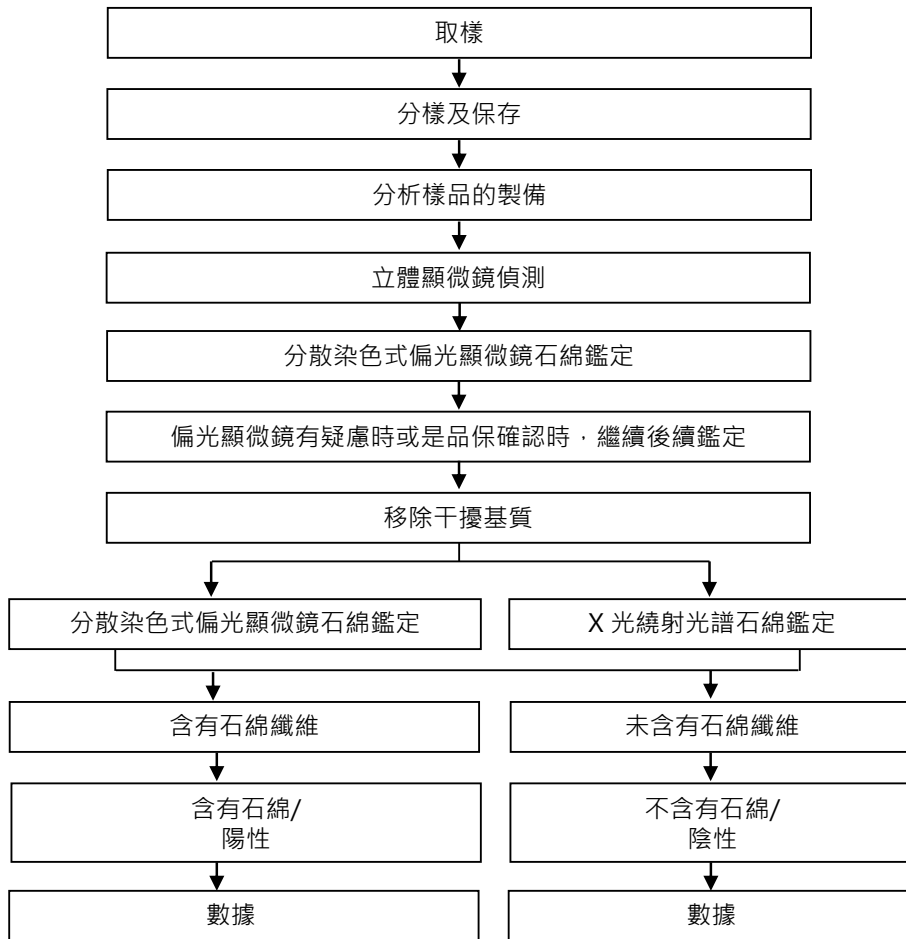 取樣
分樣及保存
分析樣品的製備
立體顯微鏡偵測
分散染色式偏光顯微鏡石綿鑑定
偏光顯微鏡有疑慮時或是品保確認時，繼續後續鑑定
移除干擾基質
分散染色式偏光顯微鏡石綿鑑定
X 光繞射光譜石綿鑑定
含有石綿纖維
未含有石綿纖維
含有石綿/
陽性
不含有石綿/
陰性
數據
數據